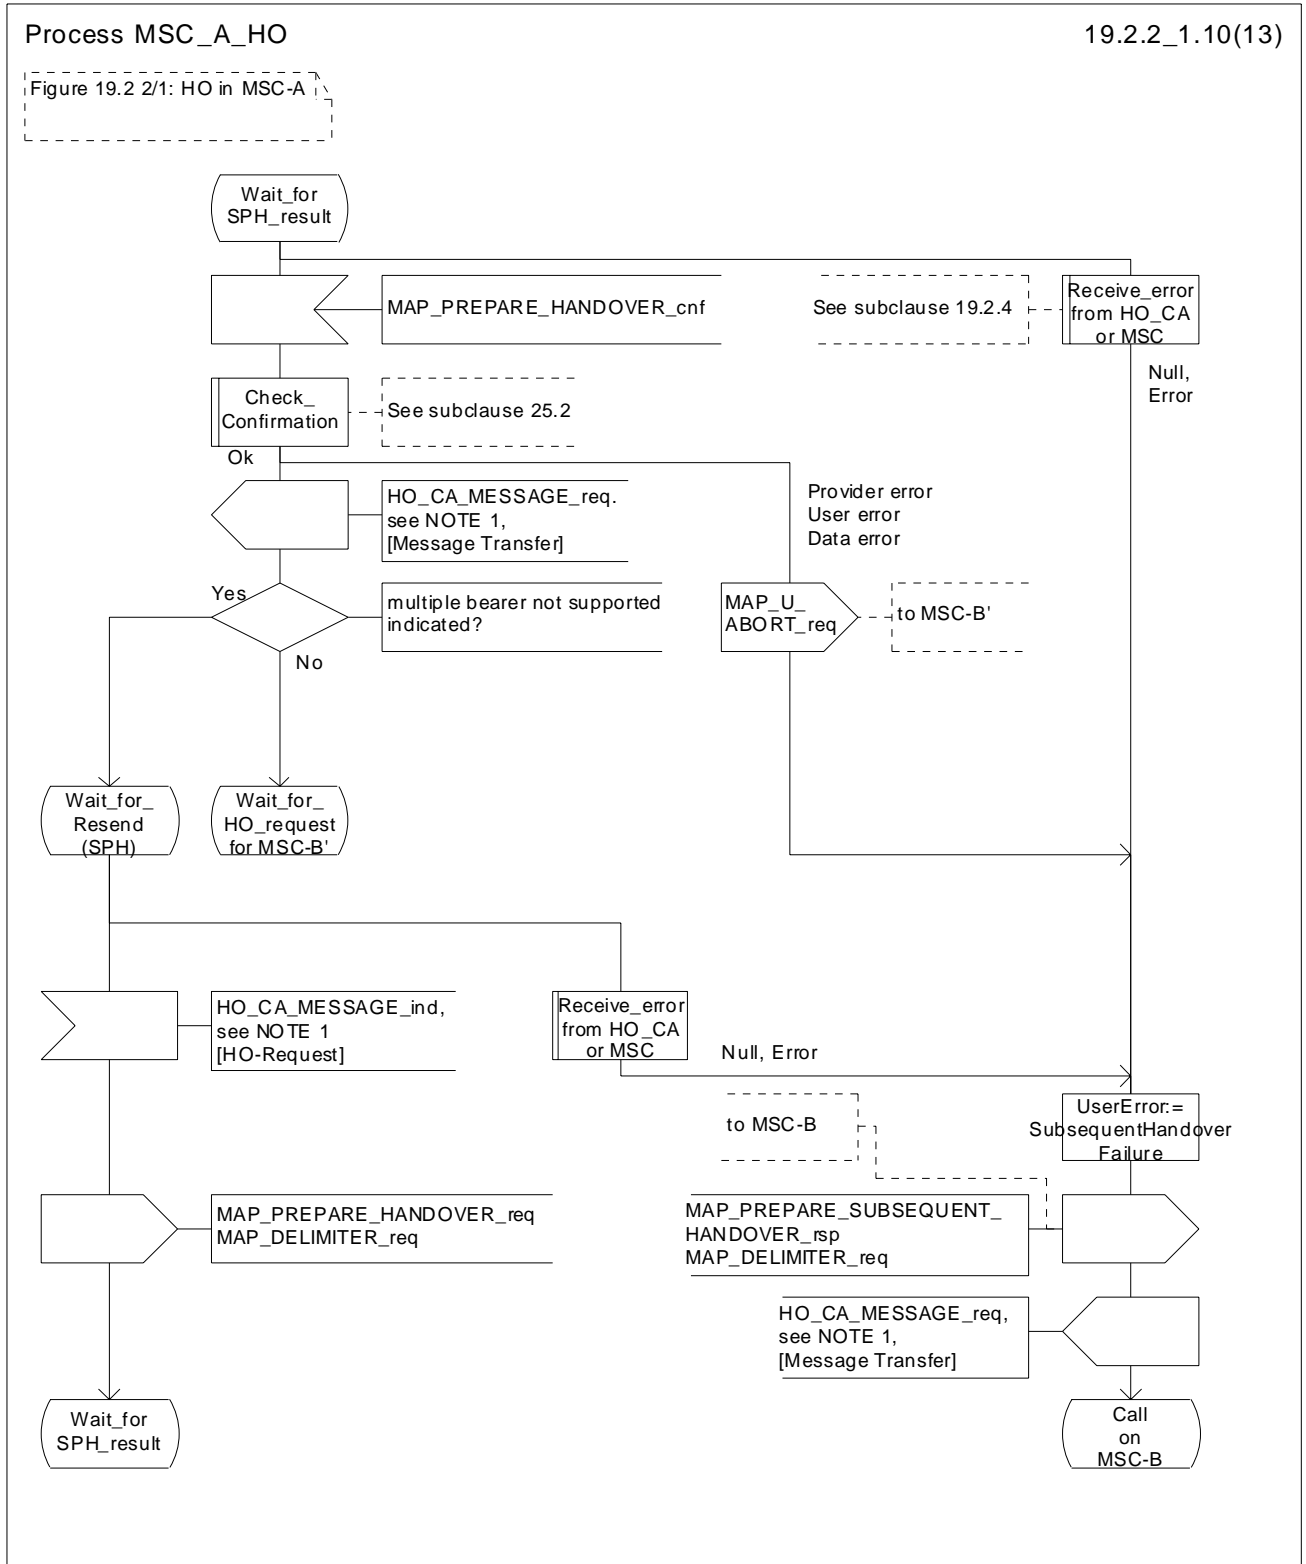 Process MSC_A_HO
19.2.2_1.10(13)
Figure 19.2 2/1: HO in MSC-A
Wait_for
SPH_result
MAP_PREPARE_HANDOVER_cnf
See subclause 19.2.4
Receive_error
from HO_CA
or MSC
Null,
Error
Check_
Confirmation
See subclause 25.2
Ok
HO_CA_MESSAGE_req.
see NOTE 1,
[Message Transfer]
Provider error
User error
Data error
Yes
multiple bearer not supported
indicated?
No
MAP_U_
ABORT_req
to MSC-B'
Wait_for_
Resend
(SPH)
Wait_for_
HO_request
for MSC-B'
HO_CA_MESSAGE_ind,
see NOTE 1
[HO-Request]
Receive_error
from HO_CA
or MSC
Null, Error
to MSC-B
UserError:=
SubsequentHandover
Failure
MAP_PREPARE_HANDOVER_req
MAP_DELIMITER_req
MAP_PREPARE_SUBSEQUENT_
HANDOVER_rsp
MAP_DELIMITER_req
HO_CA_MESSAGE_req,
see NOTE 1,
[Message Transfer]
Wait_for
SPH_result
Call
on
MSC-B